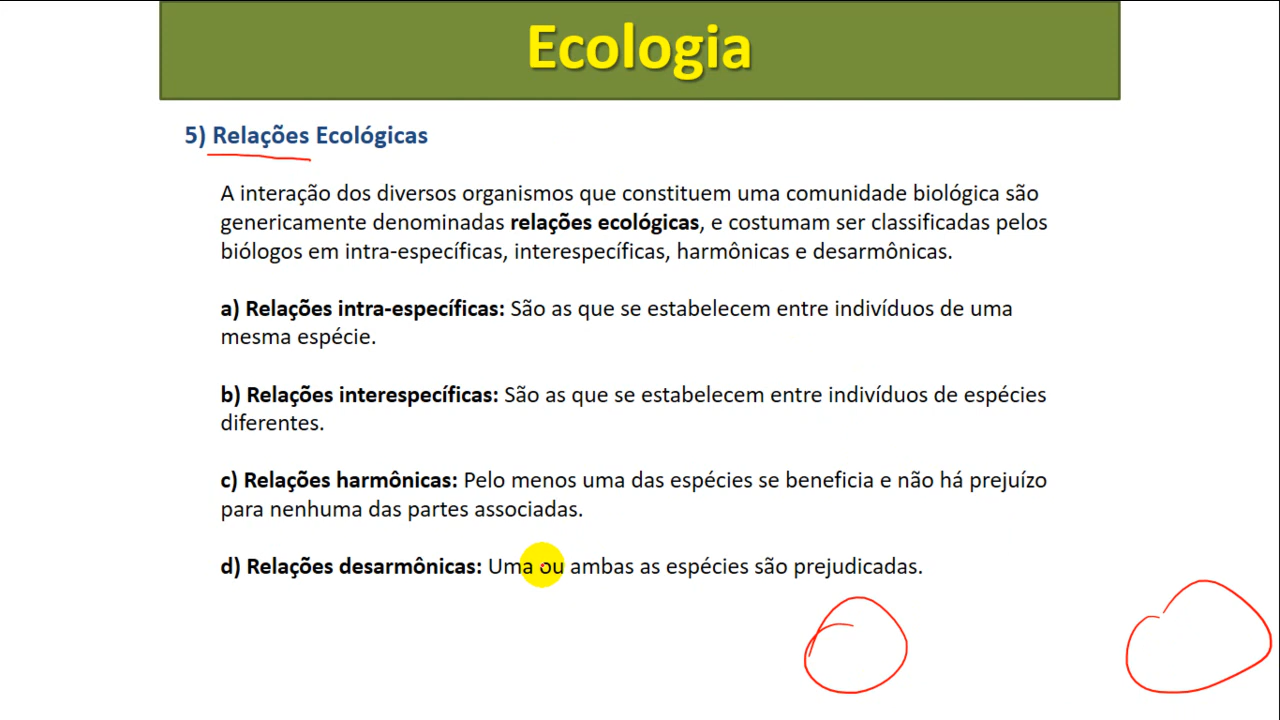 Ecologia
5) Relações Ecológicas
A interação dos diversos organismos que constituem uma comunidade biológica são
genericamente denominadas relações ecológicas, e costumam ser classificadas pelos
biólogos em intra-específicas, interespecíficas, harmônicas e desarmônicas.
a) Relações intra-específicas: São as que se estabelecem entre indivíduos de uma
mesma espécie.
b) Relações interespecíficas: São as que se estabelecem entre indivíduos de espécies
diferentes.
c) Relações harmônicas: Pelo menos uma das espécies se beneficia e não há prejuízo
para nenhuma das partes associadas.
d) Relações desarmônicas: Uma ou ambas as espécies são prejudicadas.